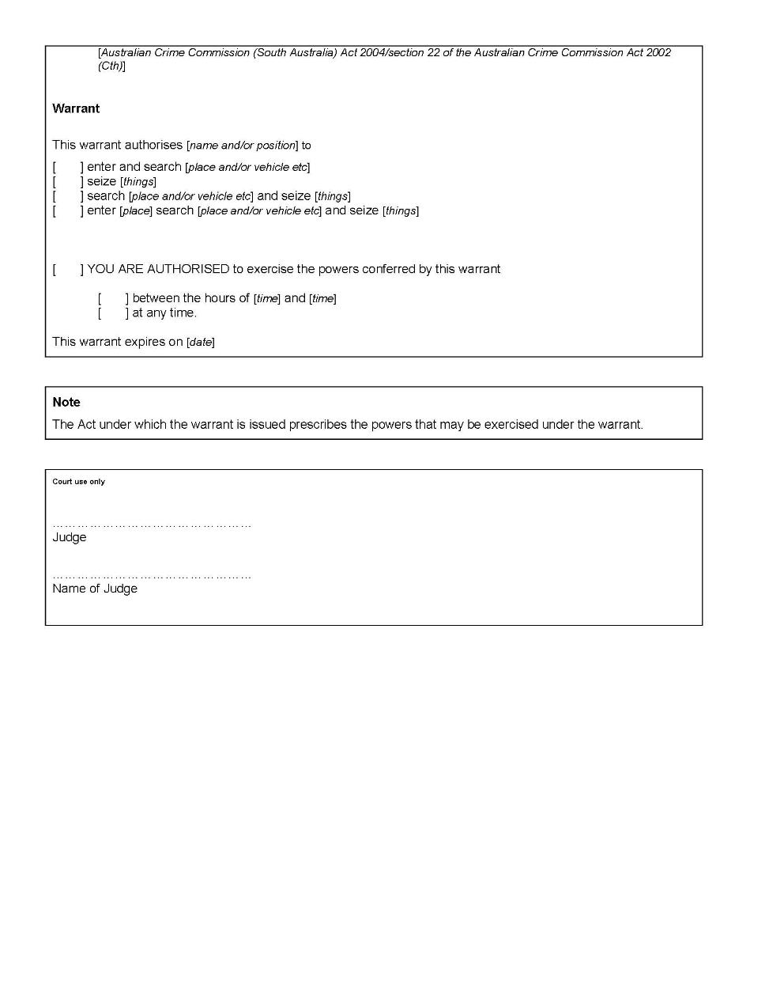 [Australian Crime Commission (South Australia) Act 2004/section 22 of the Australian Crime Commission Act 2002
(Cth)]
Warrant
This warrant authorises [name and/or position] to
[ ] enter and search [place and/or vehicle etc]
[ ] seize [things]
[ ] search [place and/or vehicle etc] and seize [things]
[ ] enter [place] search [place and/or vehicle etc] and seize [things]
[ ] YOU ARE AUTHORISED to exercise the powers conferred by this warrant
[ ] between the hours of [time] and [time]
[ ] at any time.
This warrant expires on [date]
Note
The Act under which the warrant is issued prescribes the powers that may be exercised under the warrant.
Court use only
…………………………………………
Judge
…………………………………………
Name of Judge